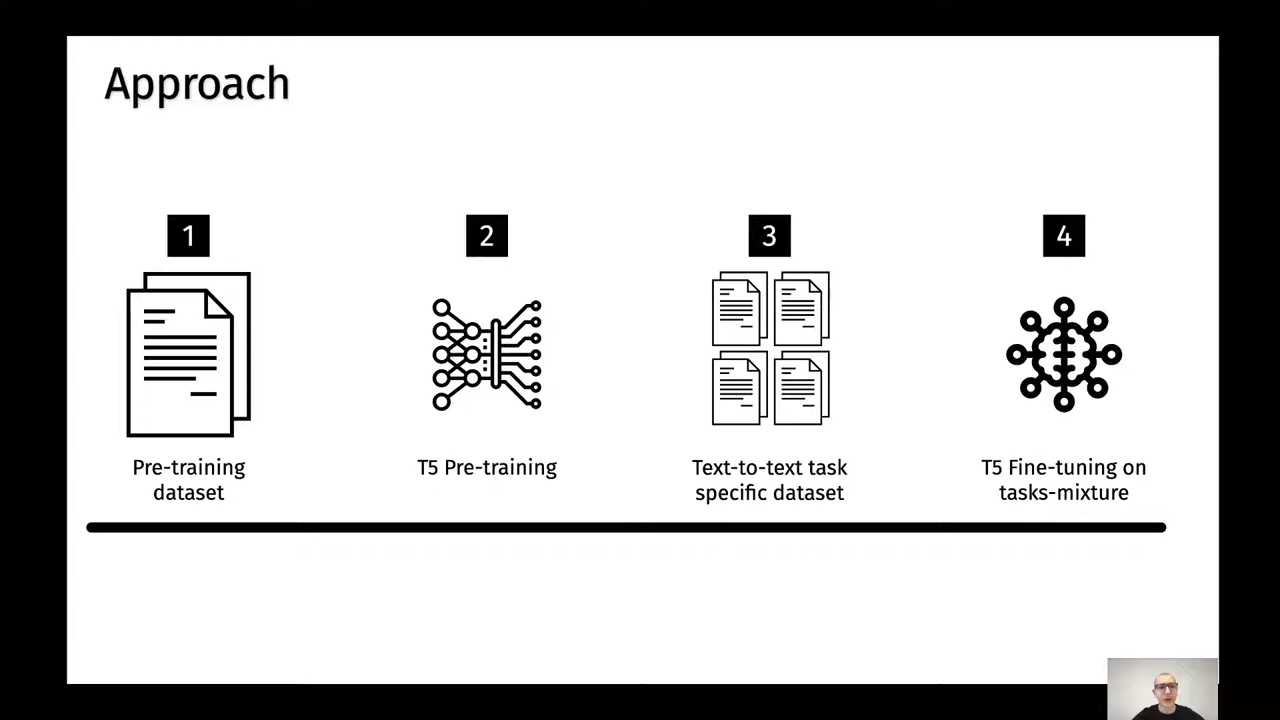 Approach
1
2
3
4
Pre-training
dataset
T5 Pre-training
Text-to-text task
specific dataset
T5 Fine-tuning on
tasks-mixture